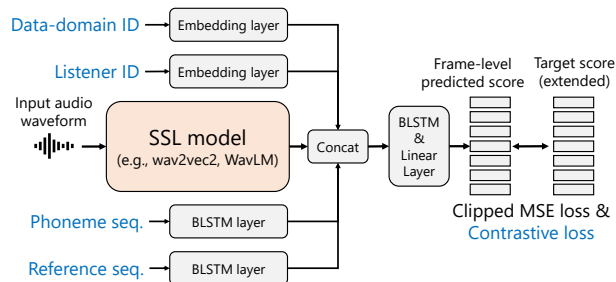 Data-domain ID
Embedding layer
Listener ID
Embedding layer
Input audio
waveform
SSL model
(e.g., wav2vec2, WavLM)
Concat
BLSTM
&
Linear
Layer
Frame-level
predicted score
Target score
(extended)
Clipped MSE loss &
Contrastive loss
Phoneme seq.
BLSTM layer
Reference seq.
BLSTM layer